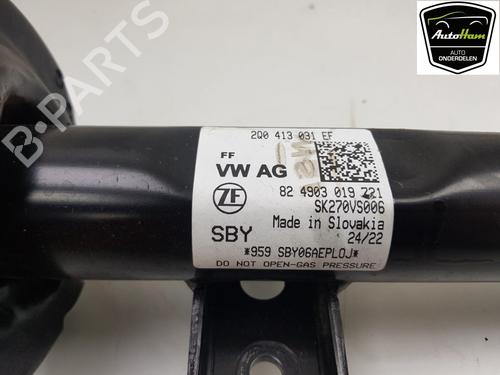 AutoHam
AUTO
ONDERDELEN
2Q0 413 031 EF
FF
VW AG
ZF
82 4903 019 721
SK270VS006
Made in Slovakia
SBY
24/22
*959 SBY06AEPLOJ*
DO NOT OPEN-GAS PRESSURE